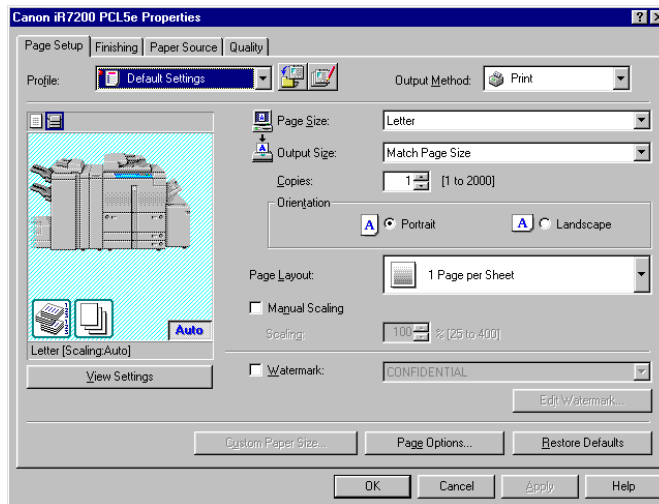 Canon iR7200 PCL5e Properties
Page Setup Finishing Paper Source Quality
Profile: Default Settings Output Method: Print
Page Size: Letter
Output Size: Match Page Size
Copies: 1 [1 to 2000]
Orientation
A Portrait A Landscape
Page Layout: 1 Page per Sheet
Manual Scaling
Auto Scaling: 100 % [25 to 400]
Letter [Scaling:Auto]
View Settings Watermark: CONFIDENTIAL
Edit Watermark...
Custom Paper Size... Page Options... Restore Defaults
OK Cancel Apply Help